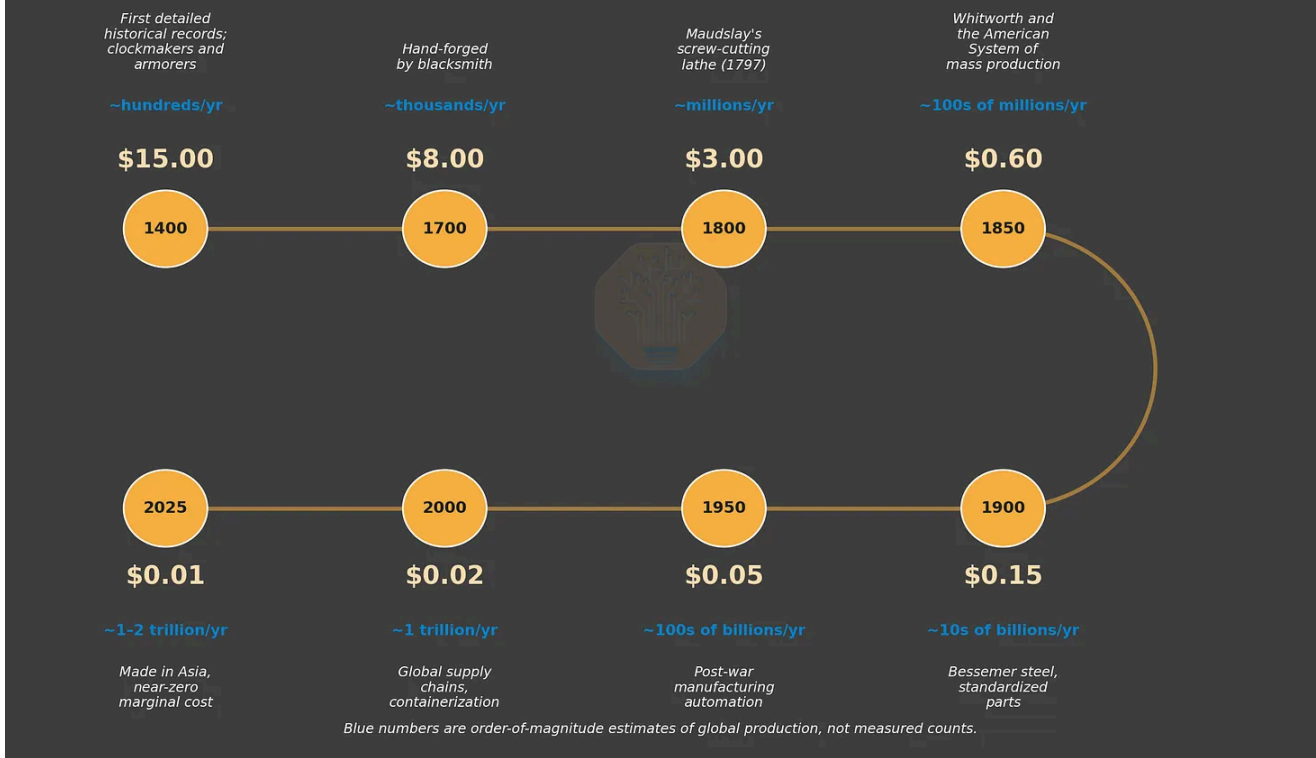 First detailed
historical records;
clockmakers and
armorers
~hundreds/yr
$15.00
1400
Hand-forged
by blacksmith
~thousands/yr
$8.00
1700
Maudslay's
screw-cutting
lathe (1797)
~millions/yr
$3.00
1800
Whitworth and
the American
System of
mass production
~100s of millions/yr
$0.60
1850
1900
$0.15
~10s of billions/yr
Bessemer steel,
standardized
parts
1950
$0.05
~100s of billions/yr
Post-war
manufacturing
automation
2000
$0.02
~1 trillion/yr
Global supply
chains,
containerization
2025
$0.01
~1–2 trillion/yr
Made in Asia,
near-zero
marginal cost
Blue numbers are order-of-magnitude estimates of global production, not measured counts.